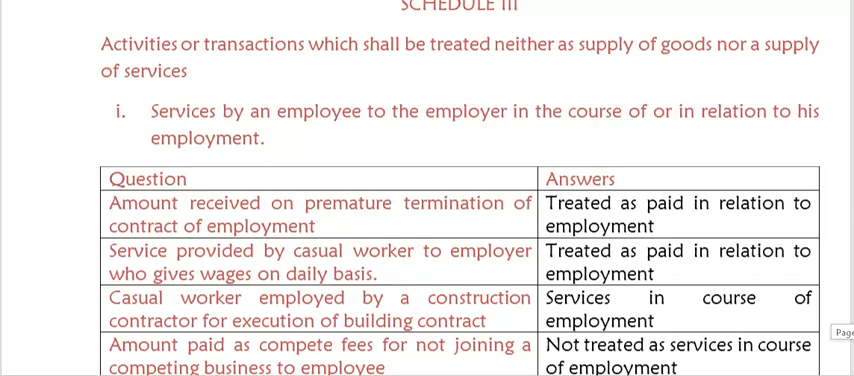 SCHEDULE III
Activities or transactions which shall be treated neither as supply of goods nor a supply
of services
i. Services by an employee to the employer in the course of or in relation to his
employment.
Question Answers
Amount received on premature termination of Treated as paid in relation to
contract of employment employment
Service provided by casual worker to employer Treated as paid in relation to
who gives wages on daily basis. employment
Casual worker employed by a construction Services in course of
contractor for execution of building contract employment
Amount paid as compete fees for not joining a Not treated as services in course
competing business to employee of employment
Page